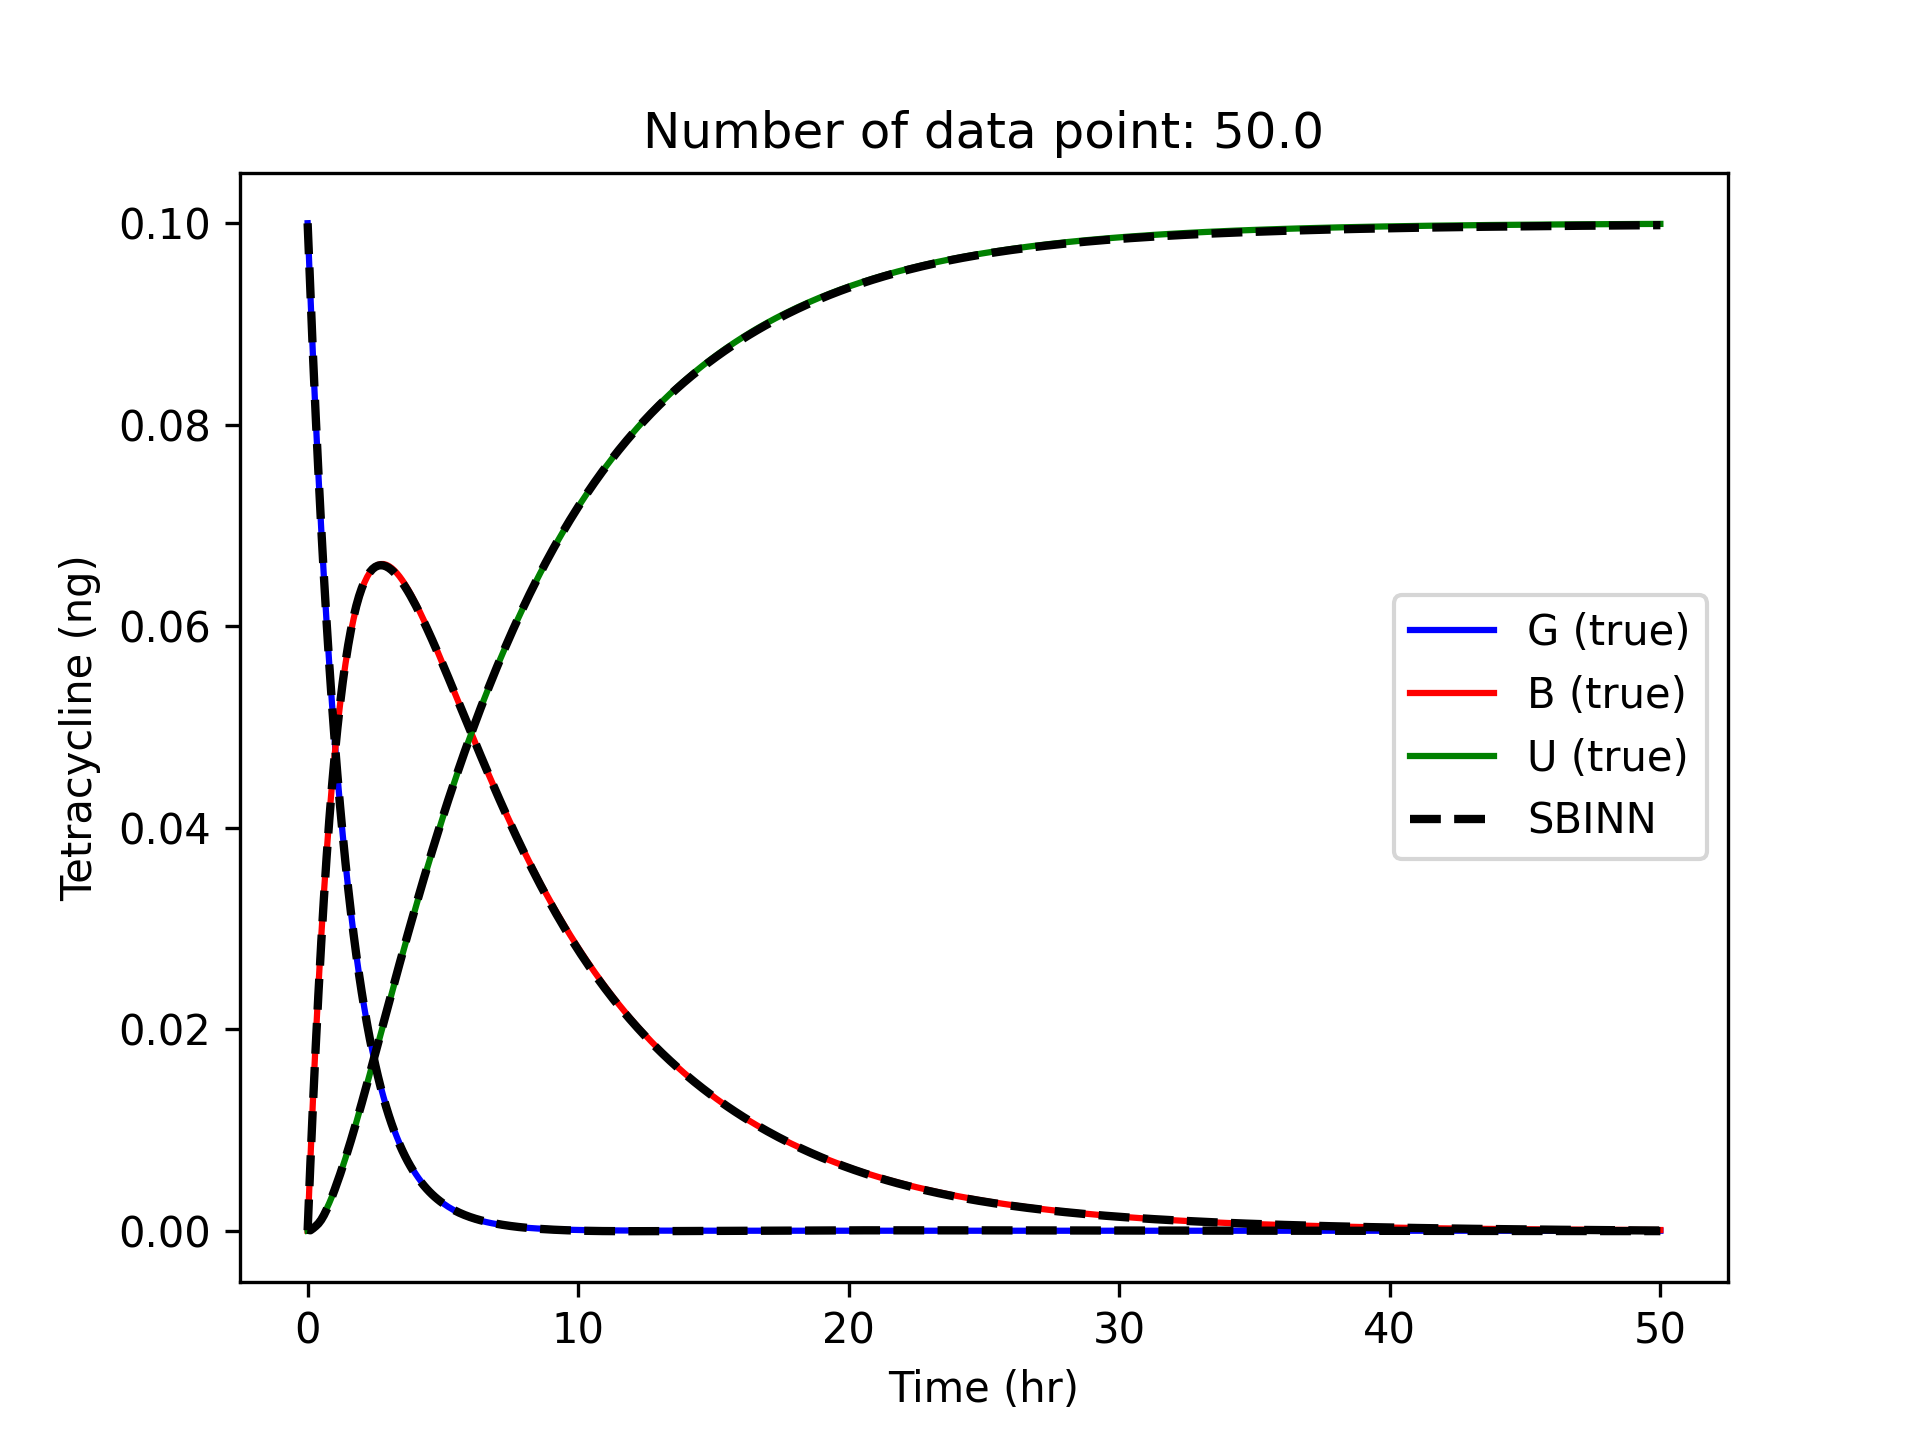 Number of data point: 50.0
0.10
0.08
0.06
0.04
0.02
0.00
Tetracycline (ng)
G (true)
B (true)
U (true)
SBINN
0 10 20 30 40 50
Time (hr)